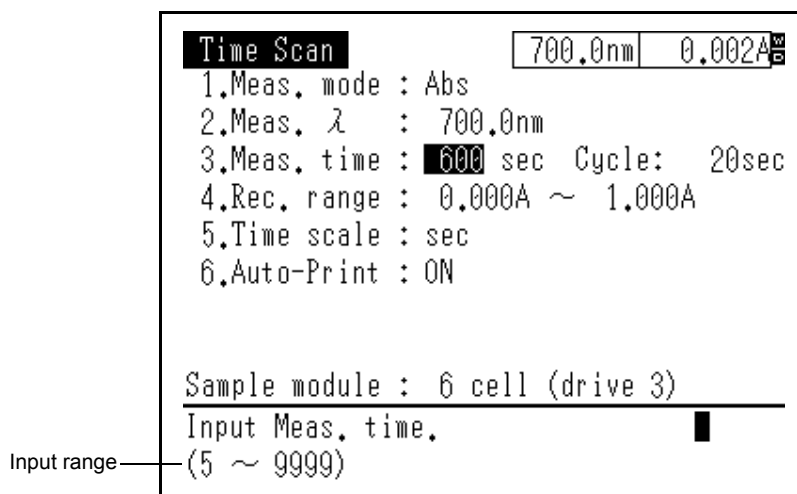 Time Scan 700.0nm 0.002A W D
1.Meas. mode : Abs
2.Meas. λ : 700.0nm
3.Meas. time : 600 sec Cycle: 20sec
4.Rec. range : 0.000A ~ 1.000A
5.Time scale : sec
6.Auto-Print : ON
Sample module : 6 cell (drive 3)
Input Meas. time.
Input range (5 ~ 9999)